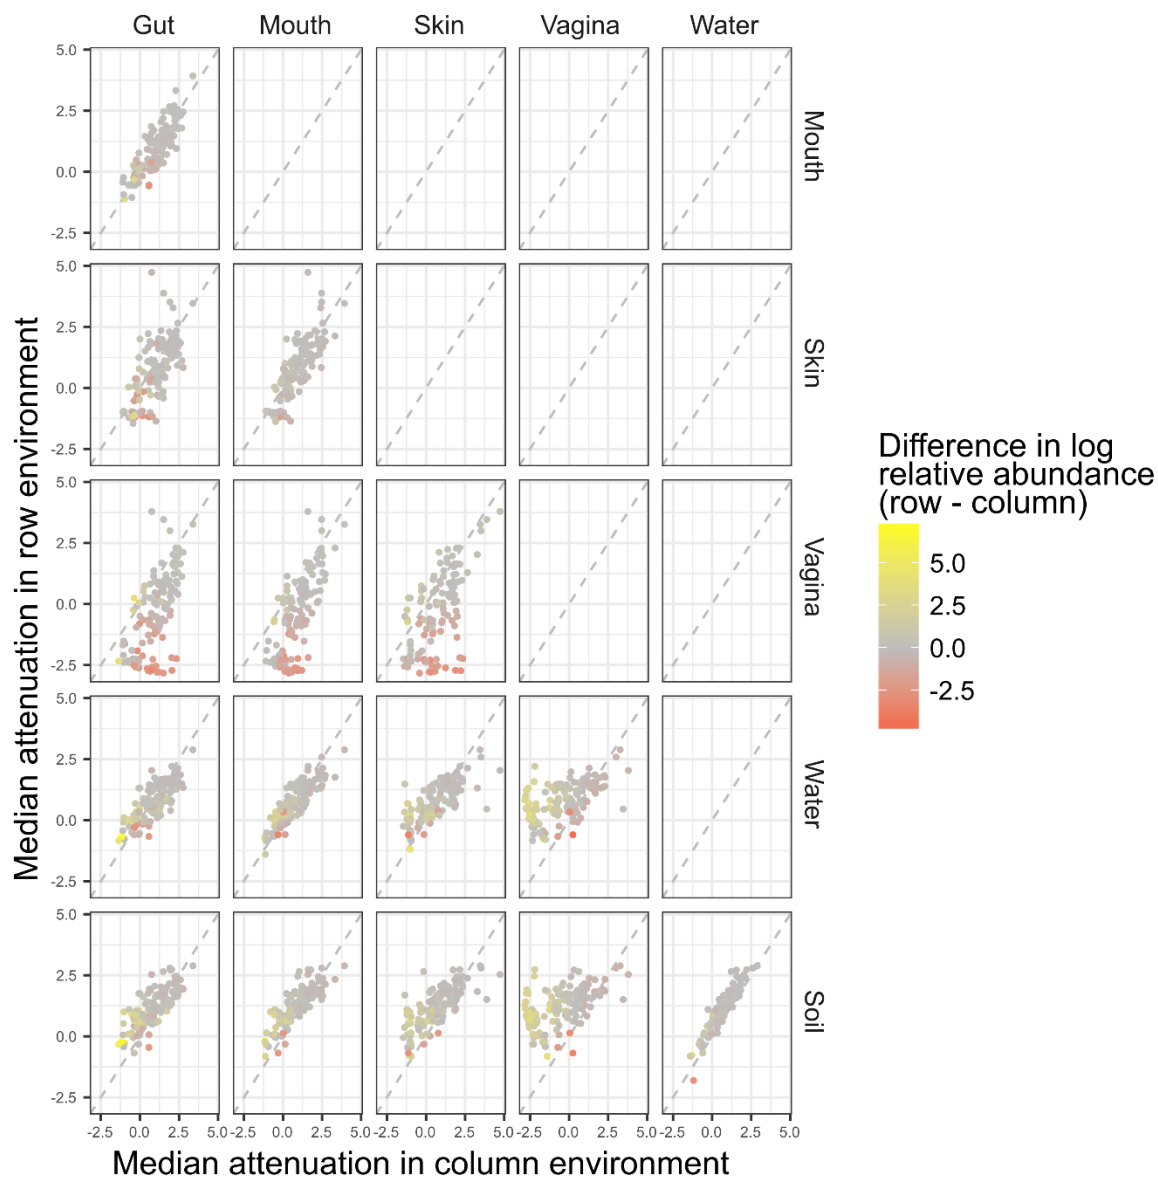 Gut Mouth Skin Vagina Water
5.0
2.5
0.0
-2.5
Mouth
5.0
2.5
0.0
-2.5
Skin
5.0
2.5
0.0
-2.5
Vagina
5.0
2.5
0.0
-2.5
Water
5.0
2.5
0.0
-2.5
Soil
-2.5 0.0 2.5 5.0 -2.5 0.0 2.5 5.0 -2.5 0.0 2.5 5.0 -2.5 0.0 2.5 5.0 -2.5 0.0 2.5 5.0
Median attenuation in column environment
Median attenuation in row environment
Difference in log
relative abundance
(row - column)
5.0
2.5
0.0
-2.5